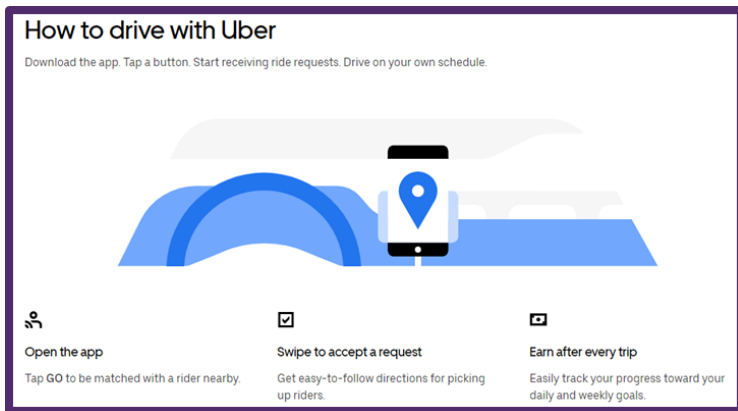 How to drive with Uber
Download the app. Tap a button. Start receiving ride requests. Drive on your own schedule.
Open the app
Tap GO to be matched with a rider nearby.
Swipe to accept a request
Get easy-to-follow directions for picking
up riders.
Earn after every trip
Easily track your progress toward your
daily and weekly goals.